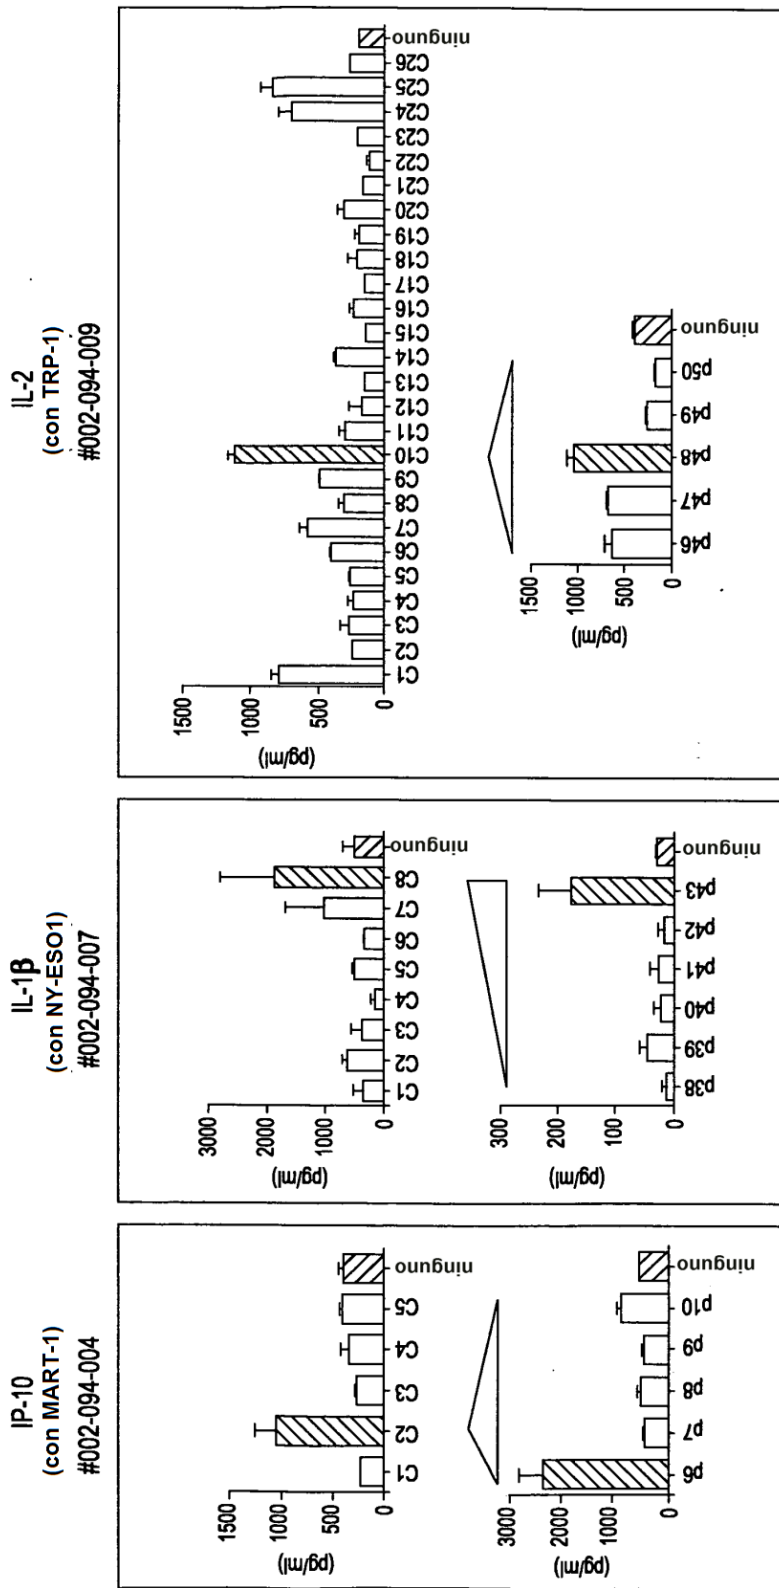 IP-10
(con MART-1)
#002-094-004
1500
1000
500
0
(pg/ml)
C1
C2
C3
C4
C5
ninguno
3000
2000
1000
0
(pg/ml)
p6
p7
p8
p9
p10
ninguno
IL-1β
(con NY-ESO1)
#002-094-007
3000
2000
1000
0
(pg/ml)
C1
C2
C3
C4
C5
C6
C7
C8
ninguno
300
200
100
0
(pg/ml)
p38
p39
p40
p41
p42
p43
ninguno
IL-2
(con TRP-1)
#002-094-009
1500
1000
500
0
(pg/ml)
C1
C2
C3
C4
C5
C6
C7
C8
C9
C10
C11
C12
C13
C14
C15
C16
C17
C18
C19
C20
C21
C22
C23
C24
C25
C26
ninguno
1500
1000
500
0
(pg/ml)
p46
p47
p48
p49
p50
ninguno